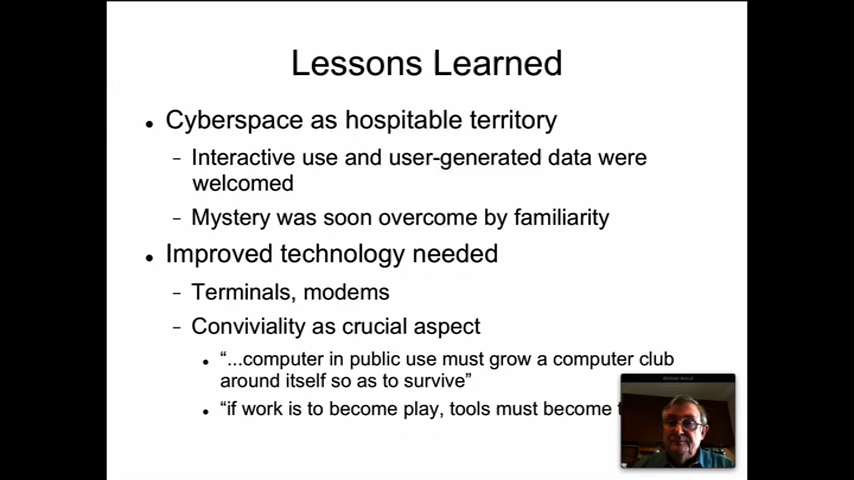 Lessons Learned
• Cyberspace as hospitable territory
– Interactive use and user-generated data were
welcomed
– Mystery was soon overcome by familiarity
• Improved technology needed
– Terminals, modems
– Conviviality as crucial aspect
• “...computer in public use must grow a computer club
around itself so as to survive”
• “if work is to become play, tools must become